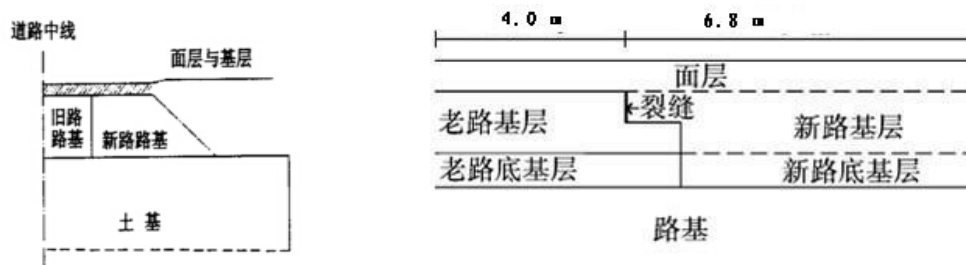 道路中线
面层与基层
旧路
路基
新路路基
土 基
4.0 m
6.8 m
面层
裂缝
老路基层
新路基层
老路底基层
新路底基层
路基